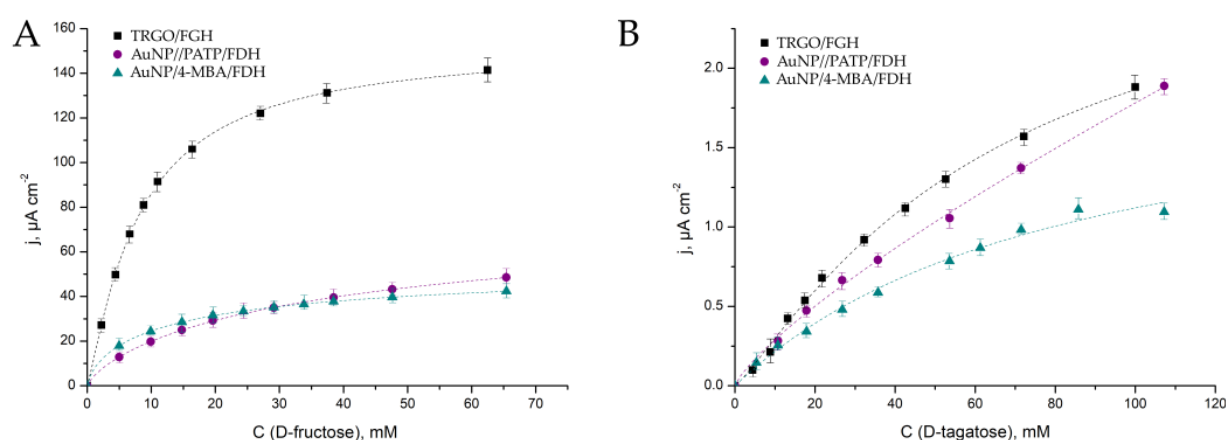 A
TRGO/FGH
AuNP//PATP/FDH
AuNP/4-MBA/FDH
160
140
120
100
80
60
40
20
0
j, µA cm-2
0 10 20 30 40 50 60 70
C (D-fructose), mM
B
TRGO/FGH
AuNP//PATP/FDH
AuNP/4-MBA/FDH
2.0
1.5
1.0
0.5
0.0
j, µA cm-2
0 20 40 60 80 100 120
C (D-tagatose), mM